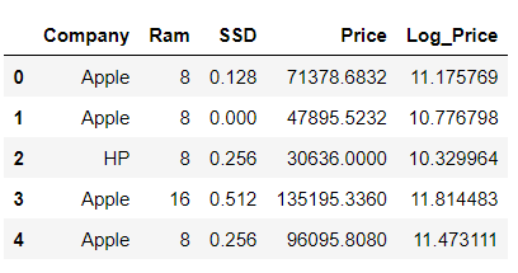 Company Ram SSD Price Log_Price
0 Apple 8 0.128 71378.6832 11.175769
1 Apple 8 0.000 47895.5232 10.776798
2 HP 8 0.256 30636.0000 10.329964
3 Apple 16 0.512 135195.3360 11.814483
4 Apple 8 0.256 96095.8080 11.473111